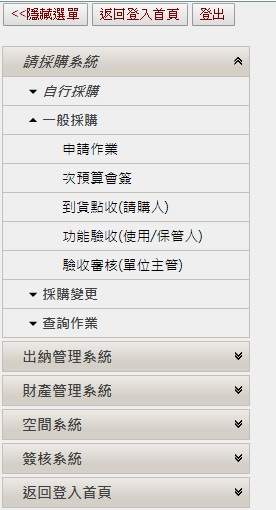 <<隱藏選單 返回登入首頁 登出
請採購系統
自行採購
一般採購
申請作業
次預算會簽
到貨點收(請購人)
功能驗收(使用/保管人)
驗收審核(單位主管)
採購變更
查詢作業
出納管理系統
財產管理系統
空間系統
簽核系統
返回登入首頁